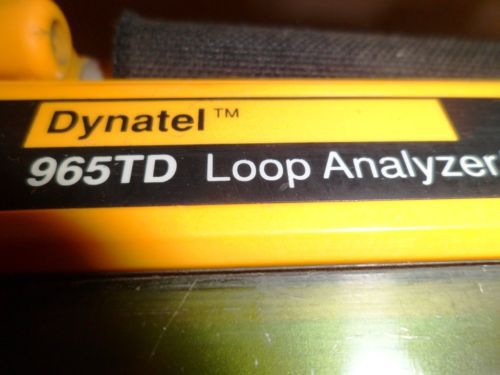 Dynatel™
965TD Loop Analyzer